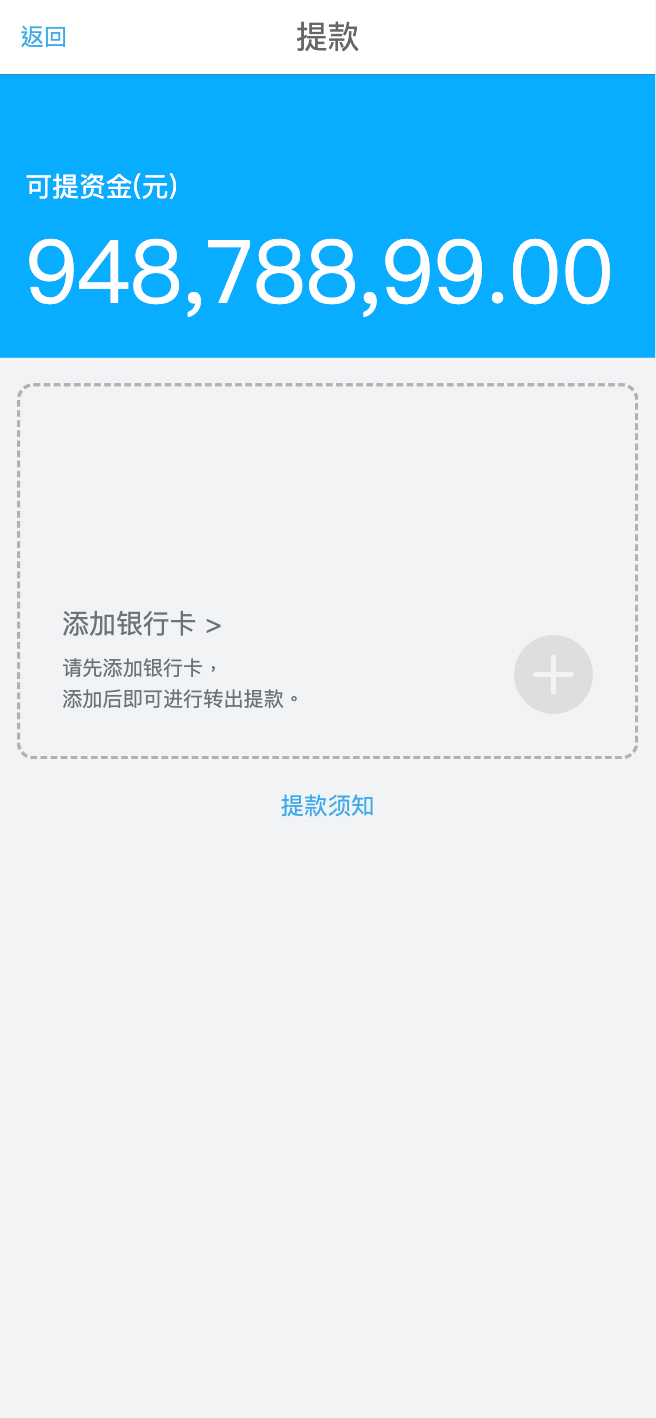 返回
提款
可提资金(元)
948,788,99.00
添加银行卡 >
请先添加银行卡，
添加后即可进行转出提款。
提款须知